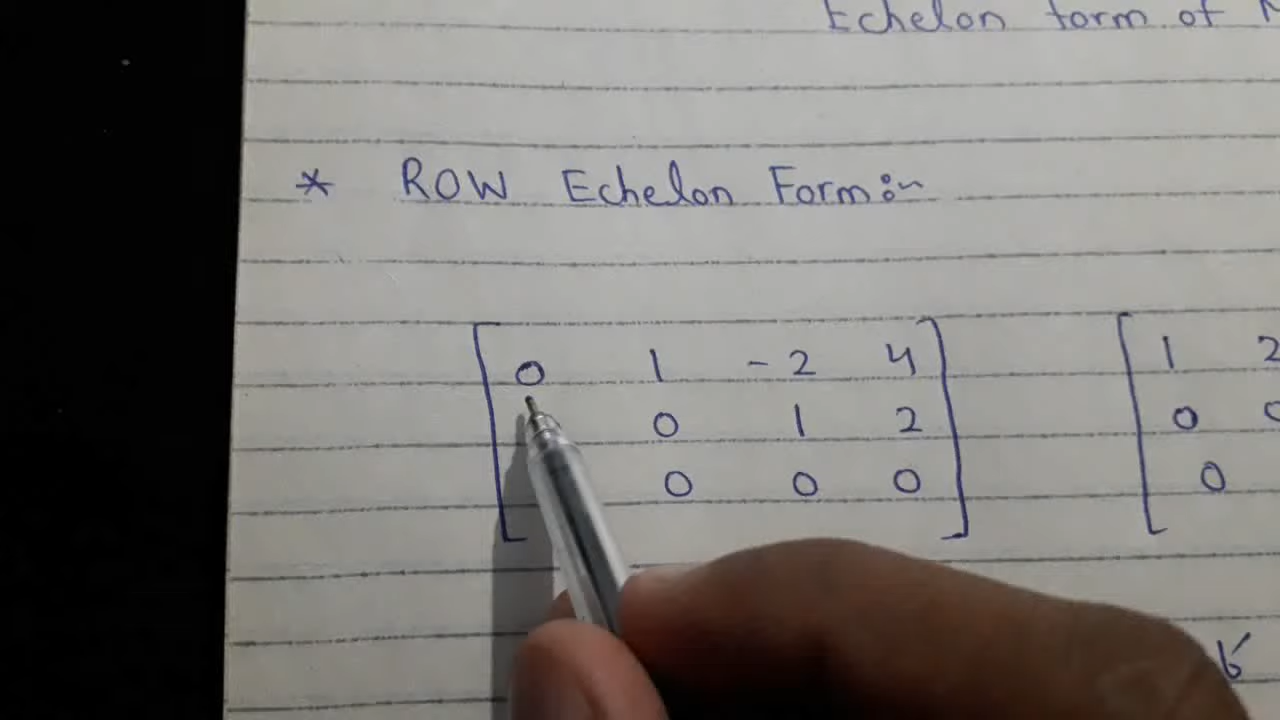 Echelon form of
* ROW Echelon Form:~
0 1 -2 4 1 2
0 1 2 0
0 0 0 0